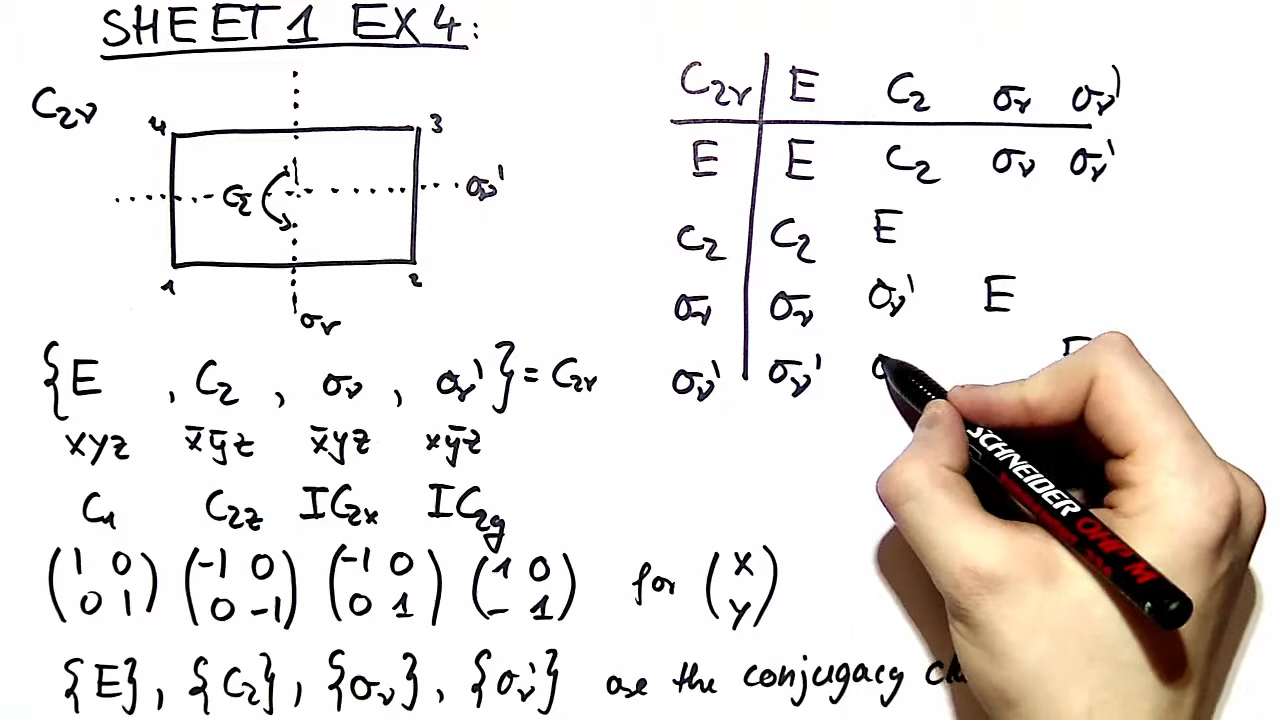 SHEET 1 EX 4:
C₂ᵥ
4 3
C₂ σᵥ'
1 2
σᵥ
{E , C₂ , σᵥ , σᵥ'} = C₂ᵥ
xyz x̄ȳz x̄yz xȳz
C₁ C₂z IC₂x IC₂y
(1 0 (-1 0 (-1 0 (1 0 for (x
0 1) 0 -1) 0 1) - 1) y)
{E}, {C₂}, {σᵥ}, {σᵥ'} are the conjugacy
C₂ᵥ E C₂ σᵥ σᵥ'
E E C₂ σᵥ σᵥ'
C₂ C₂ E
σᵥ σᵥ σᵥ' E
σᵥ' σᵥ'
SCHNEIDER OHP M